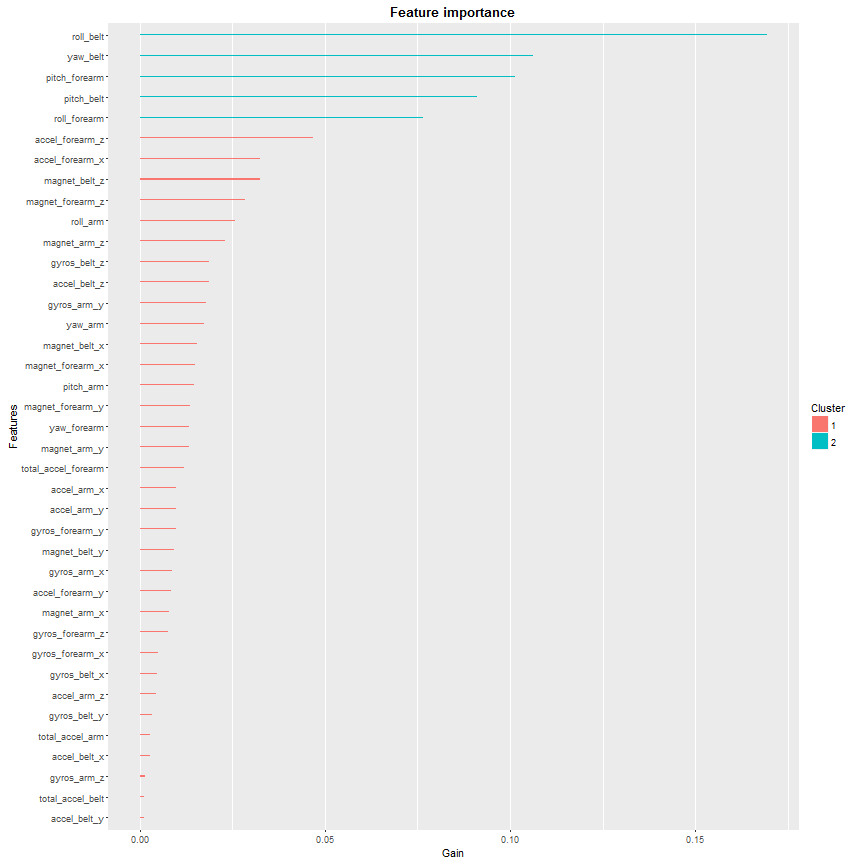 Feature importance
roll_belt
yaw_belt
pitch_forearm
pitch_belt
roll_forearm
accel_forearm_z
accel_forearm_x
magnet_belt_z
magnet_forearm_z
roll_arm
magnet_arm_z
gyros_belt_z
accel_belt_z
gyros_arm_y
yaw_arm
magnet_belt_x
magnet_forearm_x
pitch_arm
magnet_forearm_y
yaw_forearm
magnet_arm_y
total_accel_forearm
accel_arm_x
accel_arm_y
gyros_forearm_y
magnet_belt_y
gyros_arm_x
accel_forearm_y
magnet_arm_x
gyros_forearm_z
gyros_forearm_x
gyros_belt_x
accel_arm_z
gyros_belt_y
total_accel_arm
accel_belt_x
gyros_arm_z
total_accel_belt
accel_belt_y
Features
0.00 0.05 0.10 0.15
Gain
Cluster
1
2